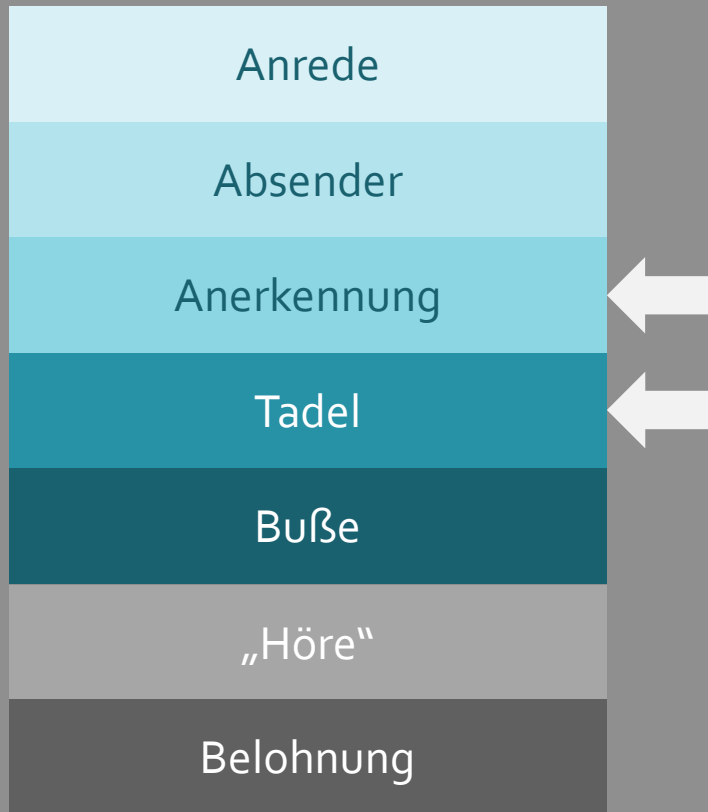 Anrede
Absender
Anerkennung
Tadel
Buße
„Höre“
Belohnung